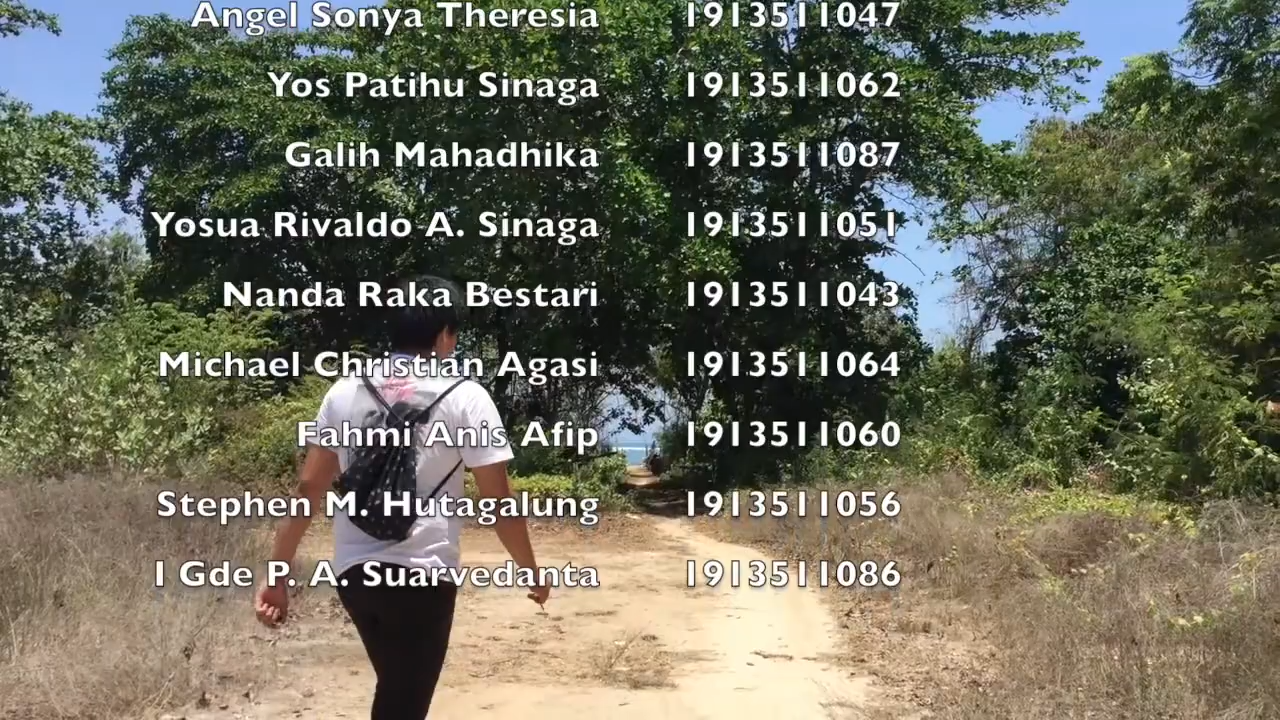 Angel Sonya Theresia 1913511047
Yos Patihu Sinaga 1913511062
Galih Mahadhika 1913511087
Yosua Rivaldo A. Sinaga 1913511051
Nanda Raka Bestari 1913511043
Michael Christian Agasi 1913511064
Fahmi Anis Afip 1913511060
Stephen M. Hutagalung 1913511056
I Gde P. A. Suarvedanta 1913511086